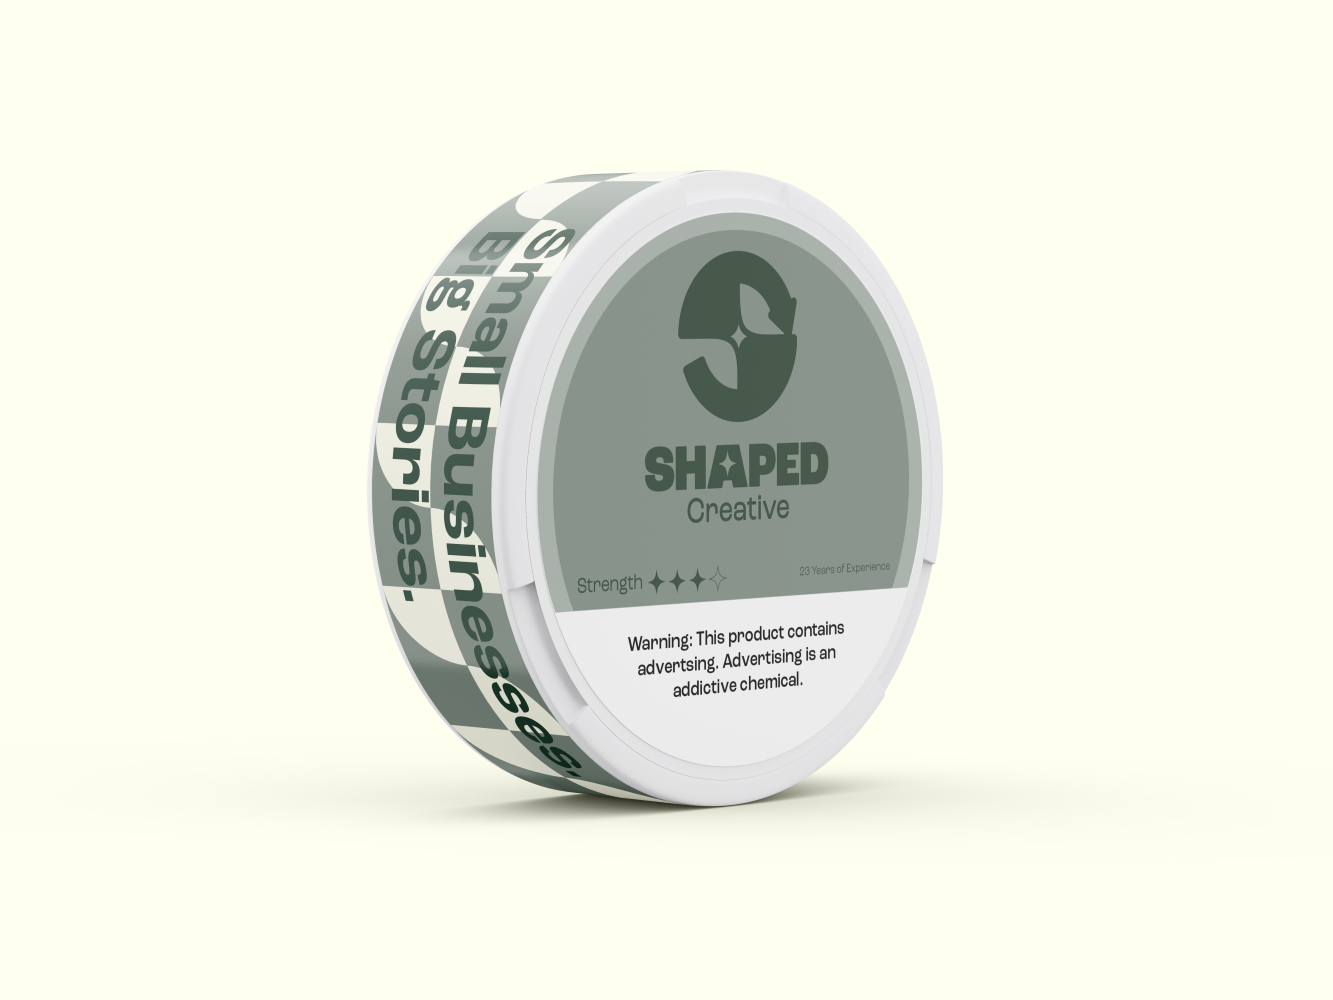 Small Businesses.
Big Stories.
SHAPED
Creative
Strength
23 Years of Experience
Warning: This product contains
advertsing. Advertising is an
addictive chemical.